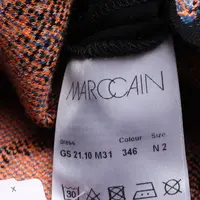 MARCCAIN
dress Colour Size
GS 21.10 M31 346 N 2
30
x